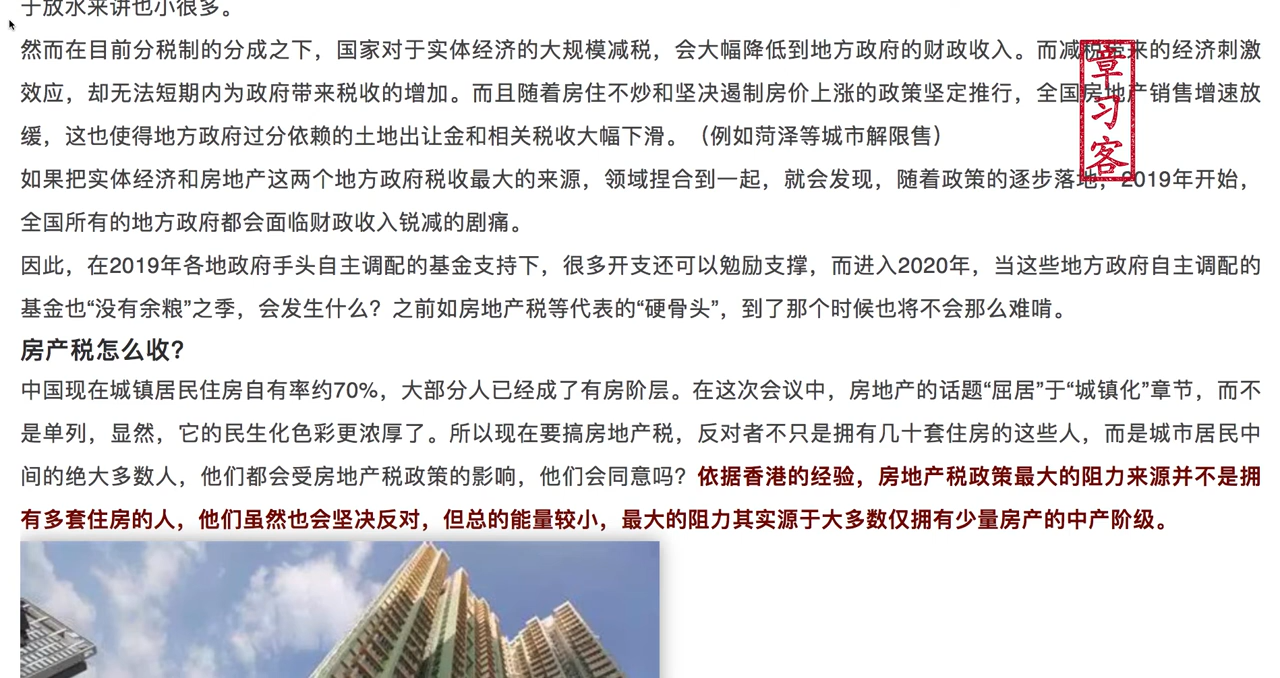 于放水来讲也小很多。
然而在目前分税制的分成之下，国家对于实体经济的大规模减税，会大幅降低到地方政府的财政收入。而减税带来的经济刺激
效应，却无法短期内为政府带来税收的增加。而且随着房住不炒和坚决遏制房价上涨的政策坚定推行，全国房地产销售增速放
缓，这也使得地方政府过分依赖的土地出让金和相关税收大幅下滑。（例如菏泽等城市解限售）
如果把实体经济和房地产这两个地方政府税收最大的来源，领域捏合到一起，就会发现，随着政策的逐步落地，2019年开始，
全国所有的地方政府都会面临财政收入锐减的剧痛。
因此，在2019年各地政府手头自主调配的基金支持下，很多开支还可以勉励支撑，而进入2020年，当这些地方政府自主调配的
基金也“没有余粮”之季，会发生什么？之前如房地产税等代表的“硬骨头”，到了那个时候也将不会那么难啃。
房产税怎么收？
中国现在城镇居民住房自有率约70%，大部分人已经成了有房阶层。在这次会议中，房地产的话题“屈居”于“城镇化”章节，而不
是单列，显然，它的民生化色彩更浓厚了。所以现在要搞房地产税，反对者不只是拥有几十套住房的这些人，而是城市居民中
间的绝大多数人，他们都会受房地产税政策的影响，他们会同意吗？依据香港的经验，房地产税政策最大的阻力来源并不是拥
有多套住房的人，他们虽然也会坚决反对，但总的能量较小，最大的阻力其实源于大多数仅拥有少量房产的中产阶级。
章习客